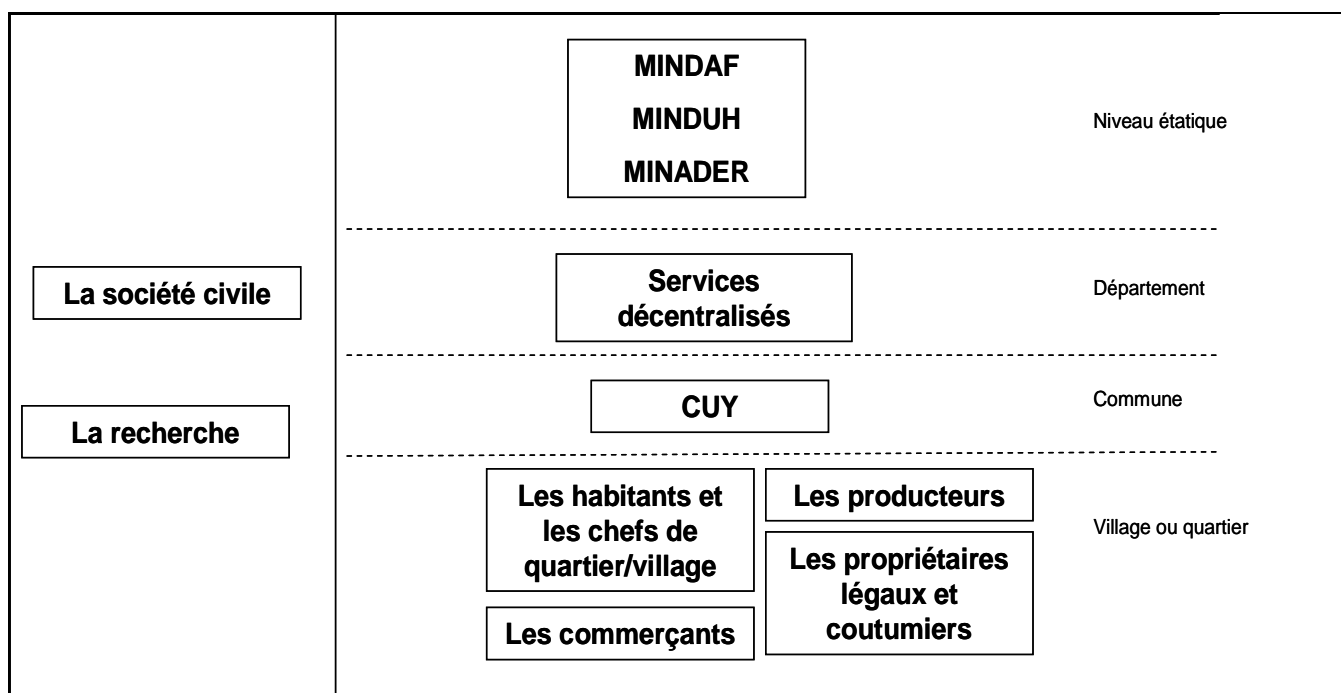 MINDAF
MINDUH
MINADER
Niveau étatique
La société civile
Services
décentralisés
Département
La recherche
CUY
Commune
Les habitants et
les chefs de
quartier/village
Les producteurs
Les propriétaires
légaux et
coutumiers
Les commerçants
Village ou quartier